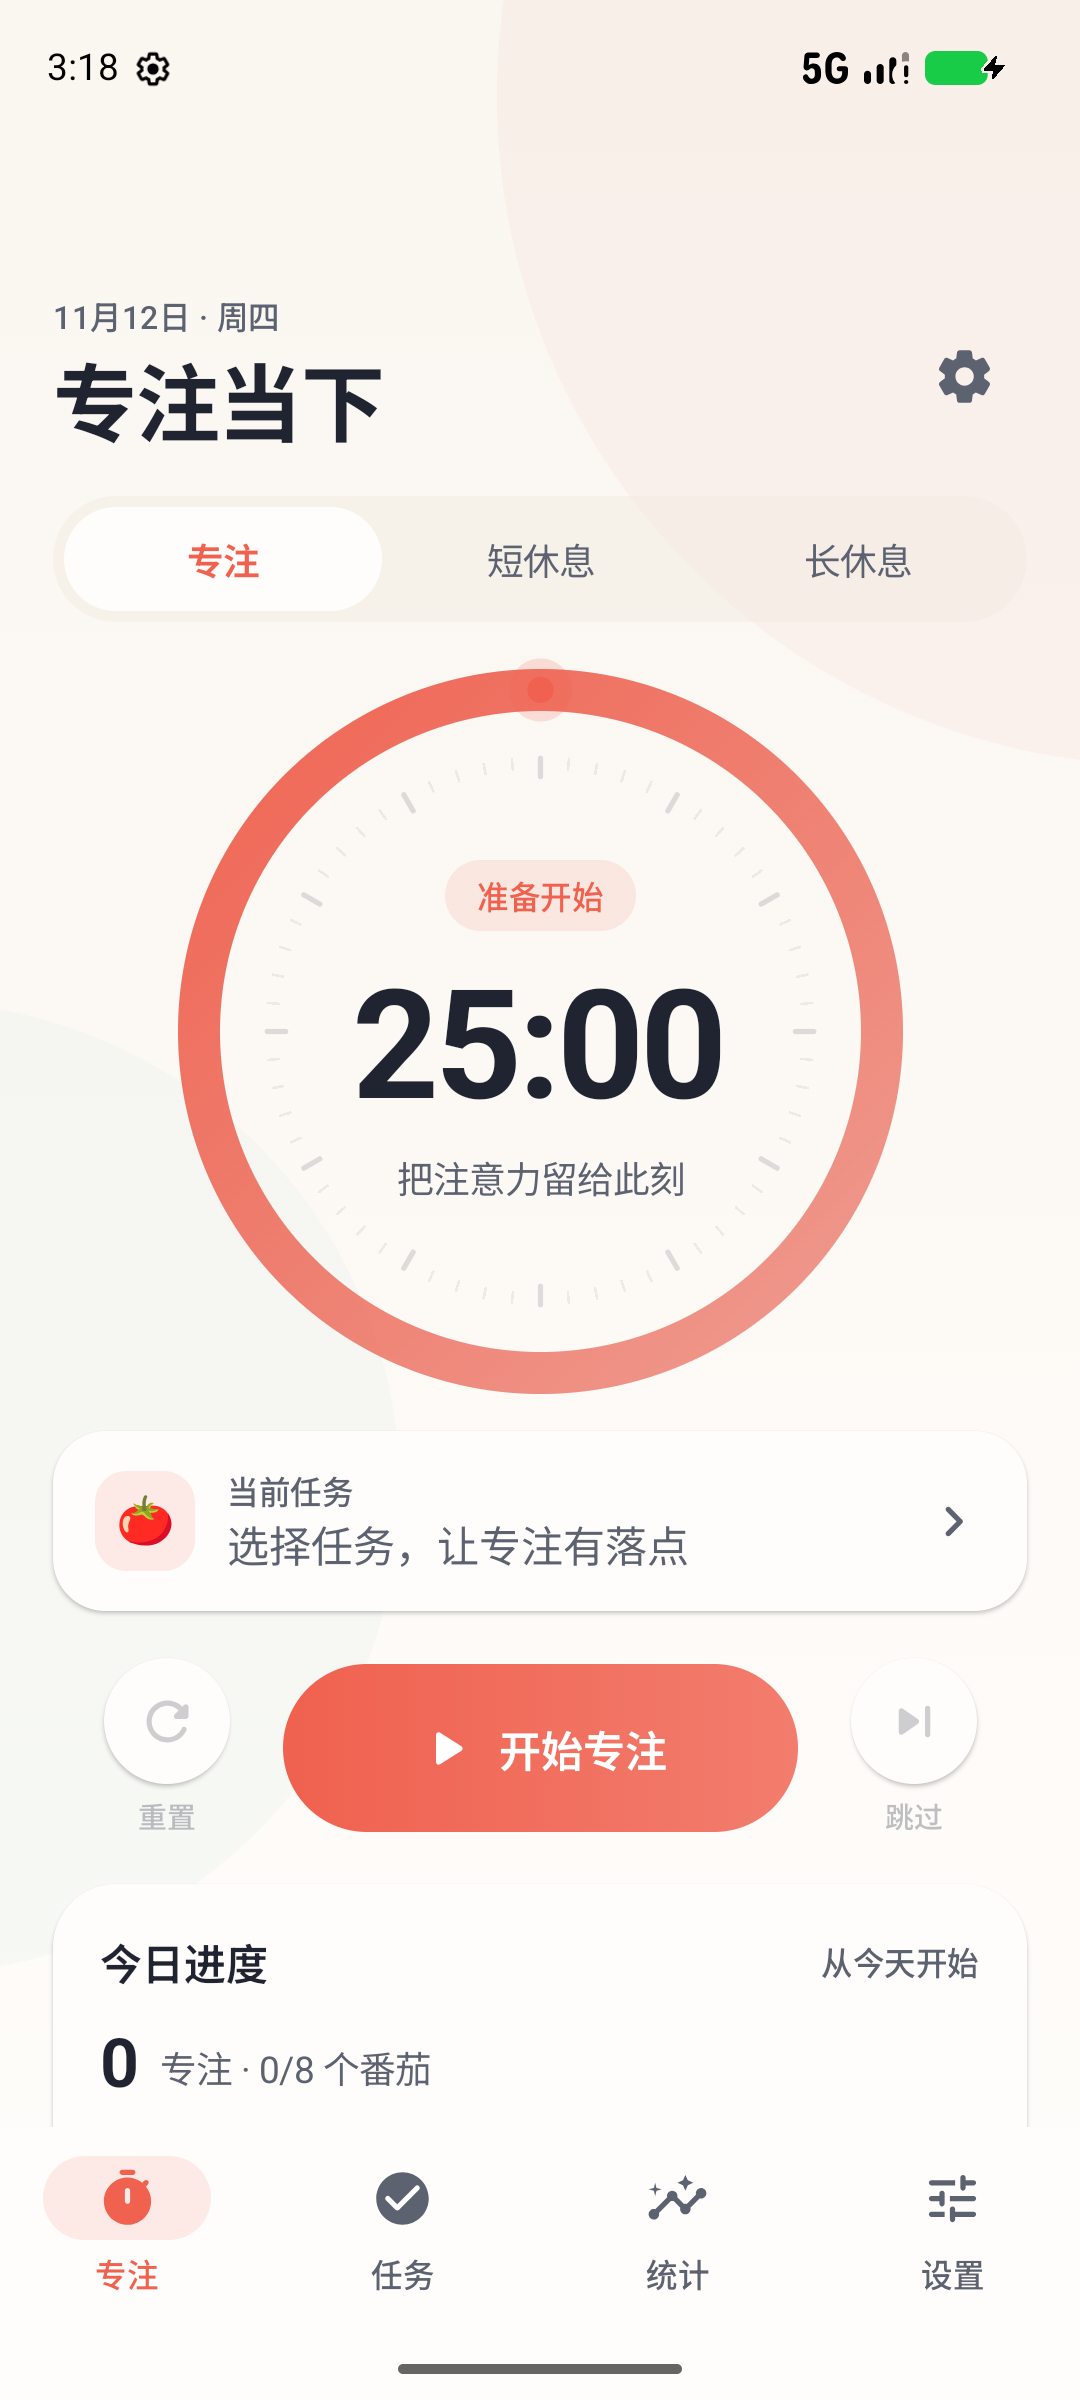 3:18
5G
11月12日 · 周四
专注当下
专注
短休息
长休息
准备开始
25:00
把注意力留给此刻
当前任务
选择任务，让专注有落点
重置
开始专注
跳过
今日进度
从今天开始
0 专注 · 0/8 个番茄
专注
任务
统计
设置